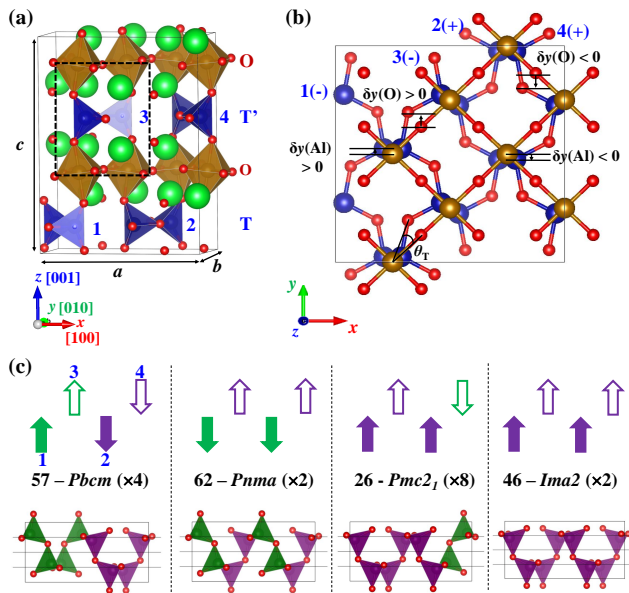 (a)
O
3
4
T'
c
O
1
2
T
a
b
z [001]
y [010]
x
[100]
(b)
2(+)
4(+)
3(-)
δy(O) < 0
1(-)
δy(O) > 0
δy(Al)
> 0
δy(Al) < 0
θT
y
z
x
(c)
3
4
1
2
57 – Pbcm (×4)
62 – Pnma (×2)
26 - Pmc21 (×8)
46 – Ima2 (×2)